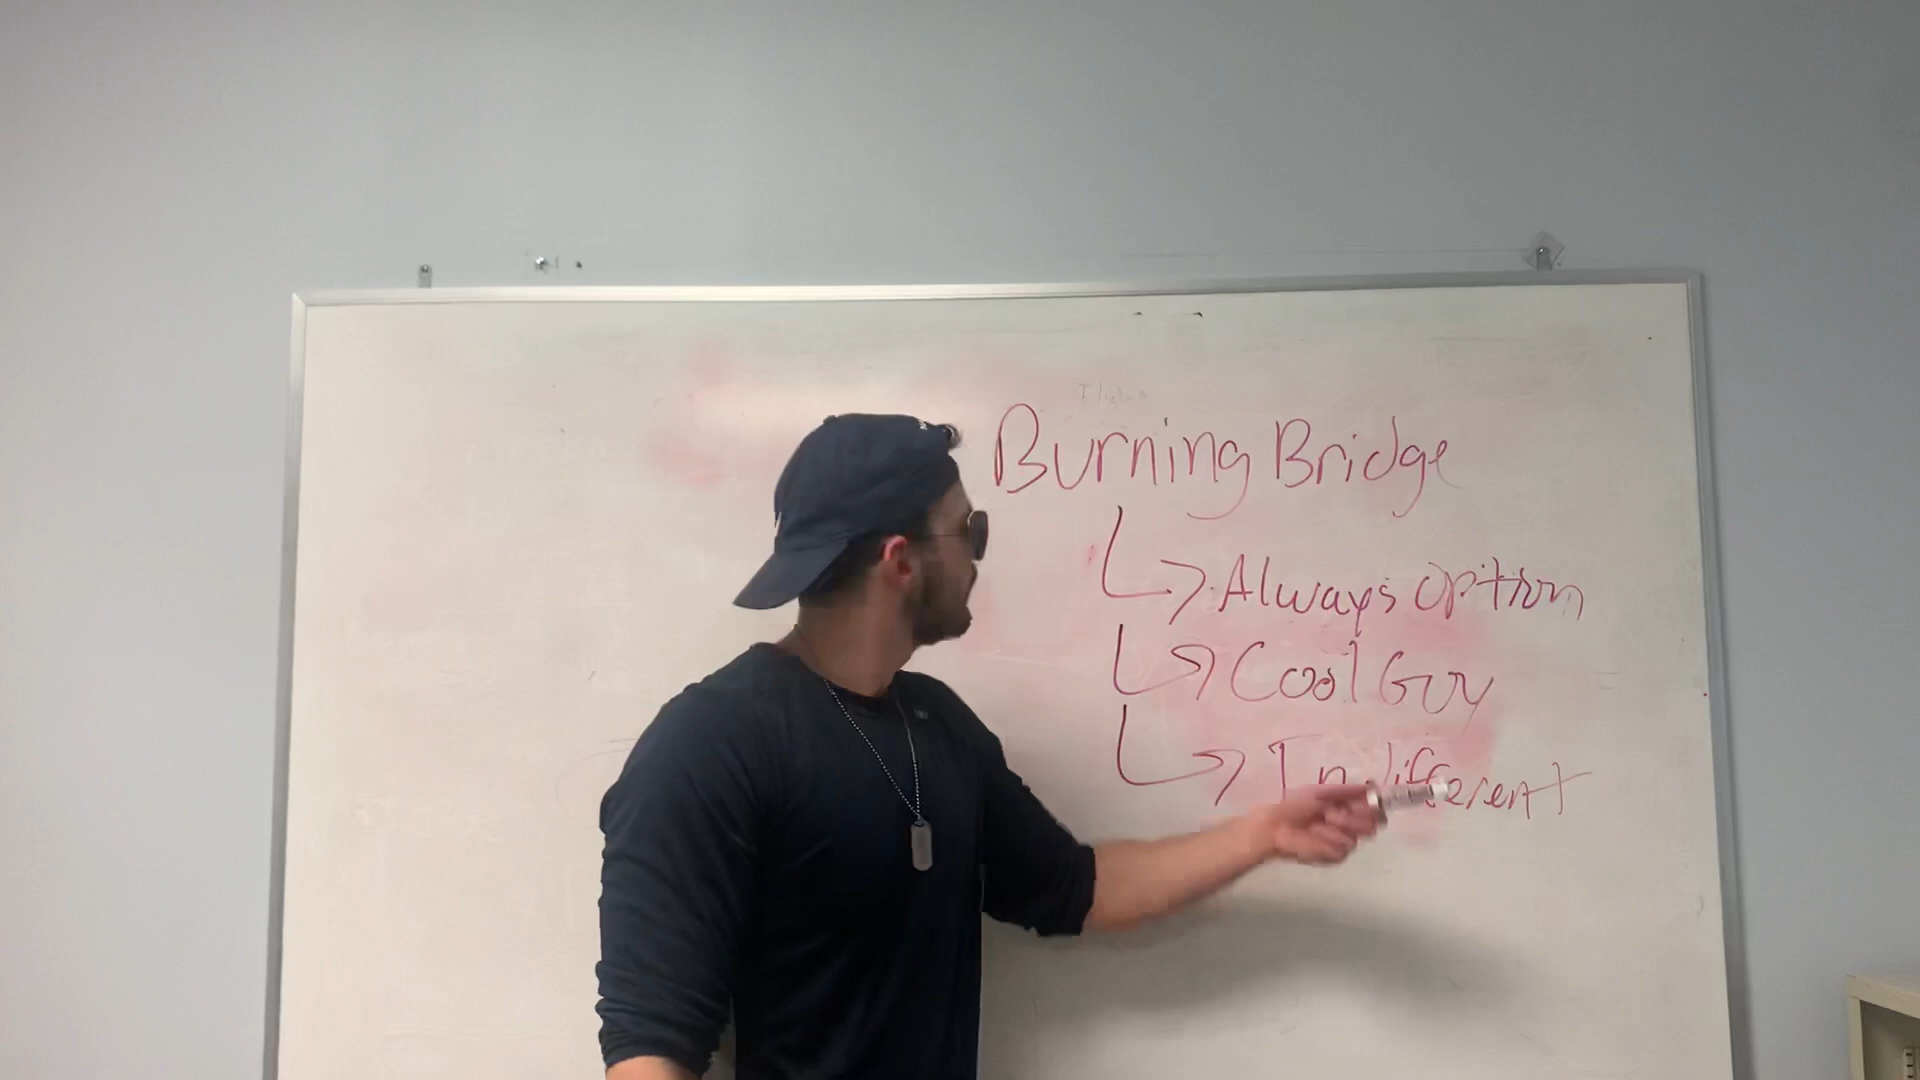 Burning Bridge
Always option
Cool Guy
Indifferent